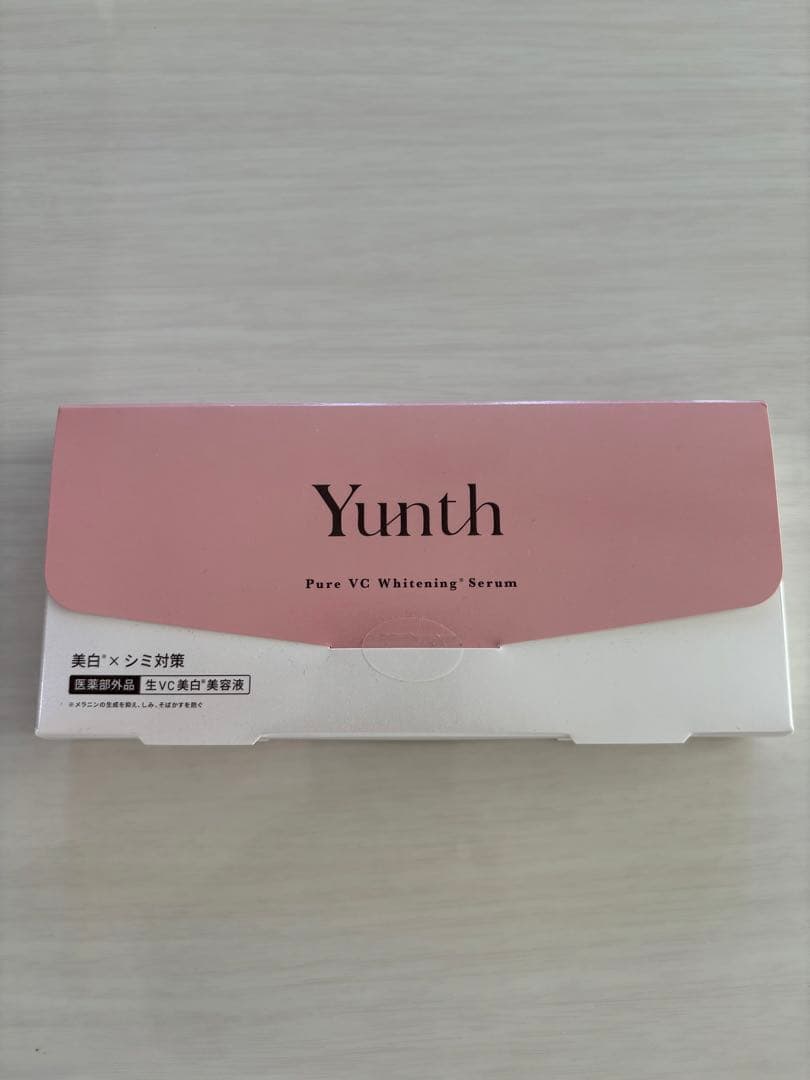 Yunth
Pure VC Whitening※Serum
美白※×シミ対策
医薬部外品 生VC美白※美容液
※メラニンの生成を抑え、しみ、そばかすを防ぐ